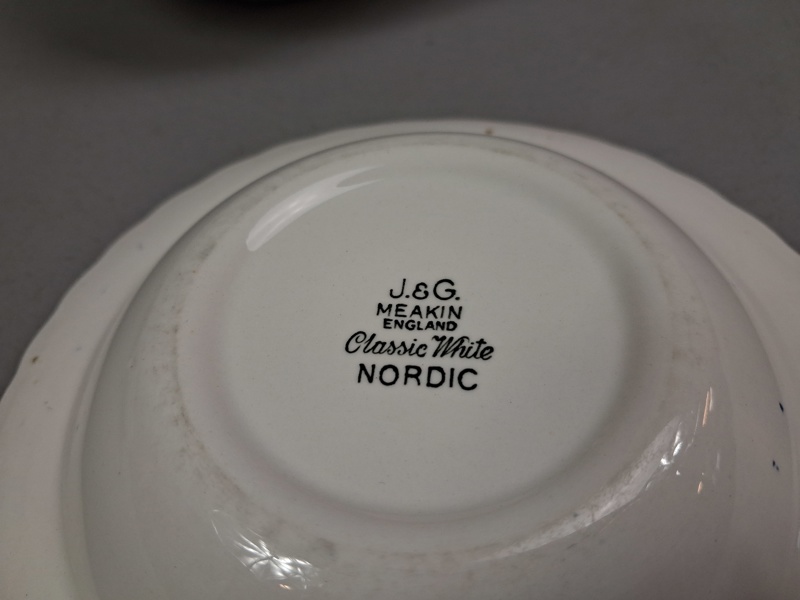 J.&G.
MEAKIN
ENGLAND
Classic White
NORDIC